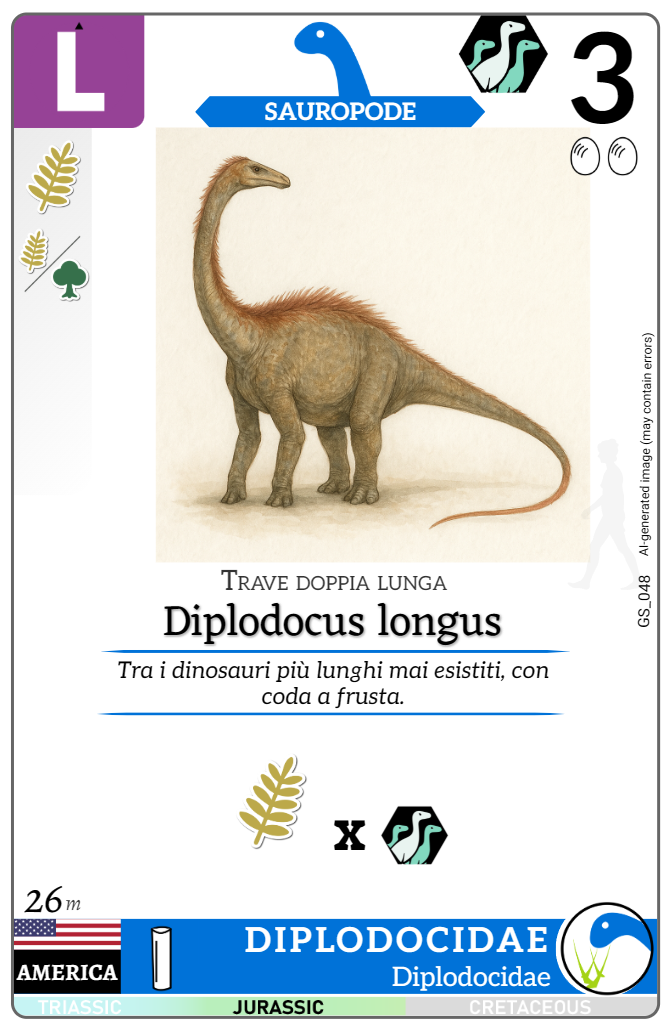 L
SAUROPODE
3
AI-generated image (may contain errors)
GS_048
TRAVE DOPPIA LUNGA
Diplodocus longus
Tra i dinosauri più lunghi mai esistiti, con
coda a frusta.
x
26 m
AMERICA
DIPLODOCIDAE
Diplodocidae
TRIASSIC JURASSIC CRETACEOUS